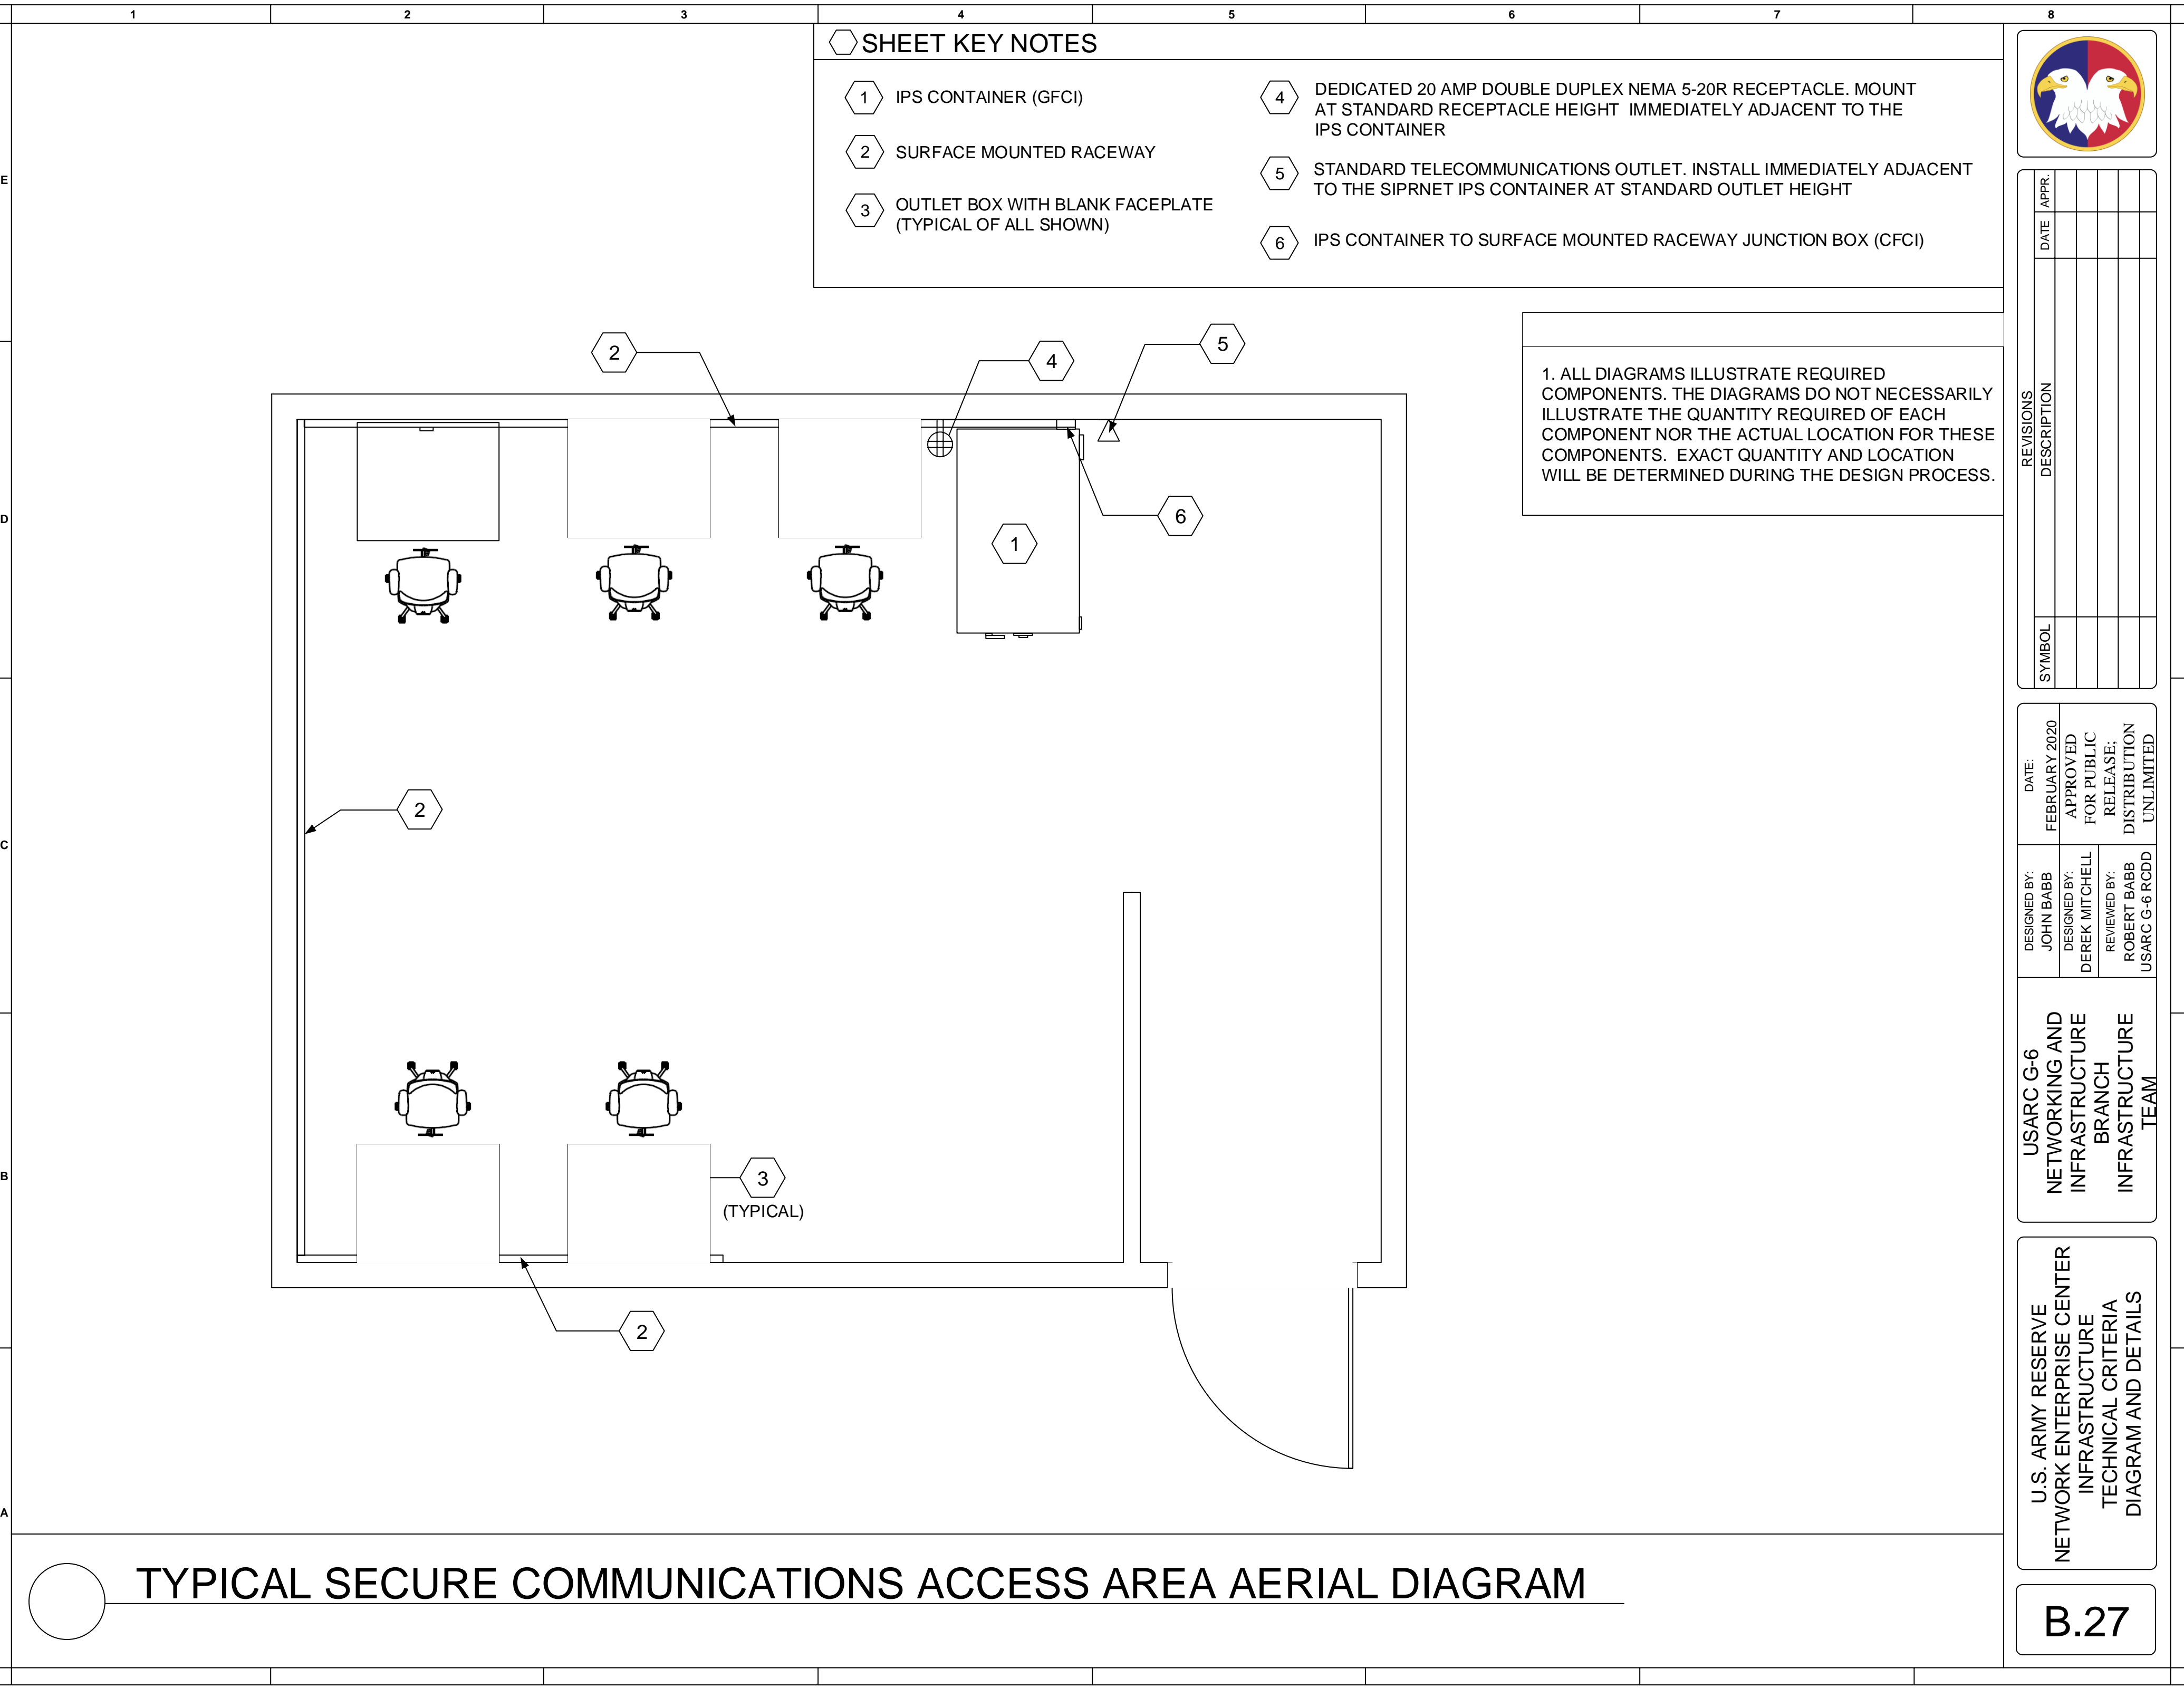 1 2 3 4 5 6 7 8
SHEET KEY NOTES
1 IPS CONTAINER (GFCI)
2 SURFACE MOUNTED RACEWAY
3 OUTLET BOX WITH BLANK FACEPLATE
(TYPICAL OF ALL SHOWN)
4 DEDICATED 20 AMP DOUBLE DUPLEX NEMA 5-20R RECEPTACLE. MOUNT
AT STANDARD RECEPTACLE HEIGHT IMMEDIATELY ADJACENT TO THE
IPS CONTAINER
5 STANDARD TELECOMMUNICATIONS OUTLET. INSTALL IMMEDIATELY ADJACENT
TO THE SIPRNET IPS CONTAINER AT STANDARD OUTLET HEIGHT
6 IPS CONTAINER TO SURFACE MOUNTED RACEWAY JUNCTION BOX (CFCI)
1. ALL DIAGRAMS ILLUSTRATE REQUIRED
COMPONENTS. THE DIAGRAMS DO NOT NECESSARILY
ILLUSTRATE THE QUANTITY REQUIRED OF EACH
COMPONENT NOR THE ACTUAL LOCATION FOR THESE
COMPONENTS. EXACT QUANTITY AND LOCATION
WILL BE DETERMINED DURING THE DESIGN PROCESS.
E
D
C
B
A
2
4
5
6
1
2
3
(TYPICAL)
2
TYPICAL SECURE COMMUNICATIONS ACCESS AREA AERIAL DIAGRAM
REVISIONS
SYMBOL DESCRIPTION DATE APPR.
DATE:
FEBRUARY 2020
APPROVED
FOR PUBLIC
RELEASE;
DISTRIBUTION
UNLIMITED
DESIGNED BY:
JOHN BABB
DESIGNED BY:
DEREK MITCHELL
REVIEWED BY:
ROBERT BABB
USARC G-6 RCDD
USARC G-6
NETWORKING AND
INFRASTRUCTURE
BRANCH
INFRASTRUCTURE
TEAM
U.S. ARMY RESERVE
NETWORK ENTERPRISE CENTER
INFRASTRUCTURE
TECHNICAL CRITERIA
DIAGRAM AND DETAILS
B.27